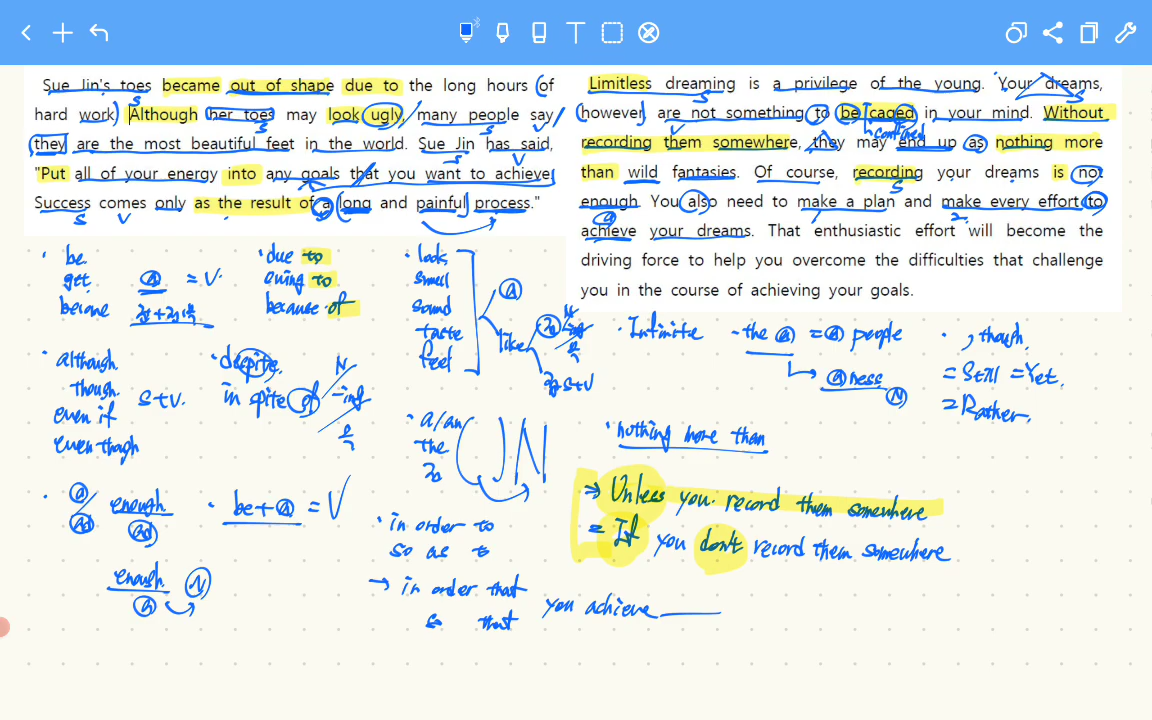 Sue Jin's toes became out of shape due to the long hours of
hard work. Although her toes may look ugly, many people say
they are the most beautiful feet in the world. Sue Jin has said,
"Put all of your energy into any goals that you want to achieve.
Success comes only as the result of a long and painful process."
Limitless dreaming is a privilege of the young. Your dreams,
however, are not something to be caged in your mind. Without
confined
recording them somewhere, they may end up as nothing more
than wild fantasies. Of course, recording your dreams is not
enough. You also need to make a plan and make every effort to
achieve your dreams. That enthusiastic effort will become the
driving force to help you overcome the difficulties that challenge
you in the course of achieving your goals.
· be
get ⓐ = V
become
· due to
owing to
because of
· look
smell ⓐ
sound
taste like
feel
S+V
· although
though S+V.
even if
even though
· despite N
in spite of -ing
· a/an
the
N
· ⓐ/ⓐd enough
· be + ⓐ = V
enough ⓝ
· in order to
so as to
→ in order that you achieve
so that
· Infinite
- the ⓐ = ⓐ people
ⓐness ⓝ
· , though
= Still = Yet.
= Rather.
· nothing more than
⇒ Unless you record them somewhere
= If you don't record them somewhere